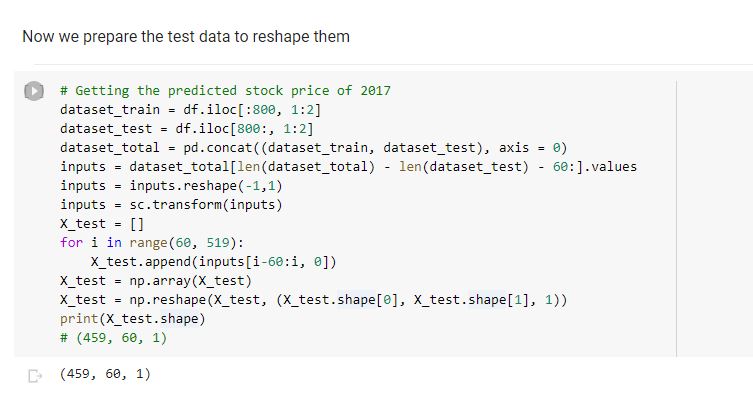 Now we prepare the test data to reshape them
# Getting the predicted stock price of 2017
dataset_train = df.iloc[:800, 1:2]
dataset_test = df.iloc[800:, 1:2]
dataset_total = pd.concat((dataset_train, dataset_test), axis = 0)
inputs = dataset_total[len(dataset_total) - len(dataset_test) - 60:].values
inputs = inputs.reshape(-1,1)
inputs = sc.transform(inputs)
X_test = []
for i in range(60, 519):
    X_test.append(inputs[i-60:i, 0])
X_test = np.array(X_test)
X_test = np.reshape(X_test, (X_test.shape[0], X_test.shape[1], 1))
print(X_test.shape)
# (459, 60, 1)
(459, 60, 1)